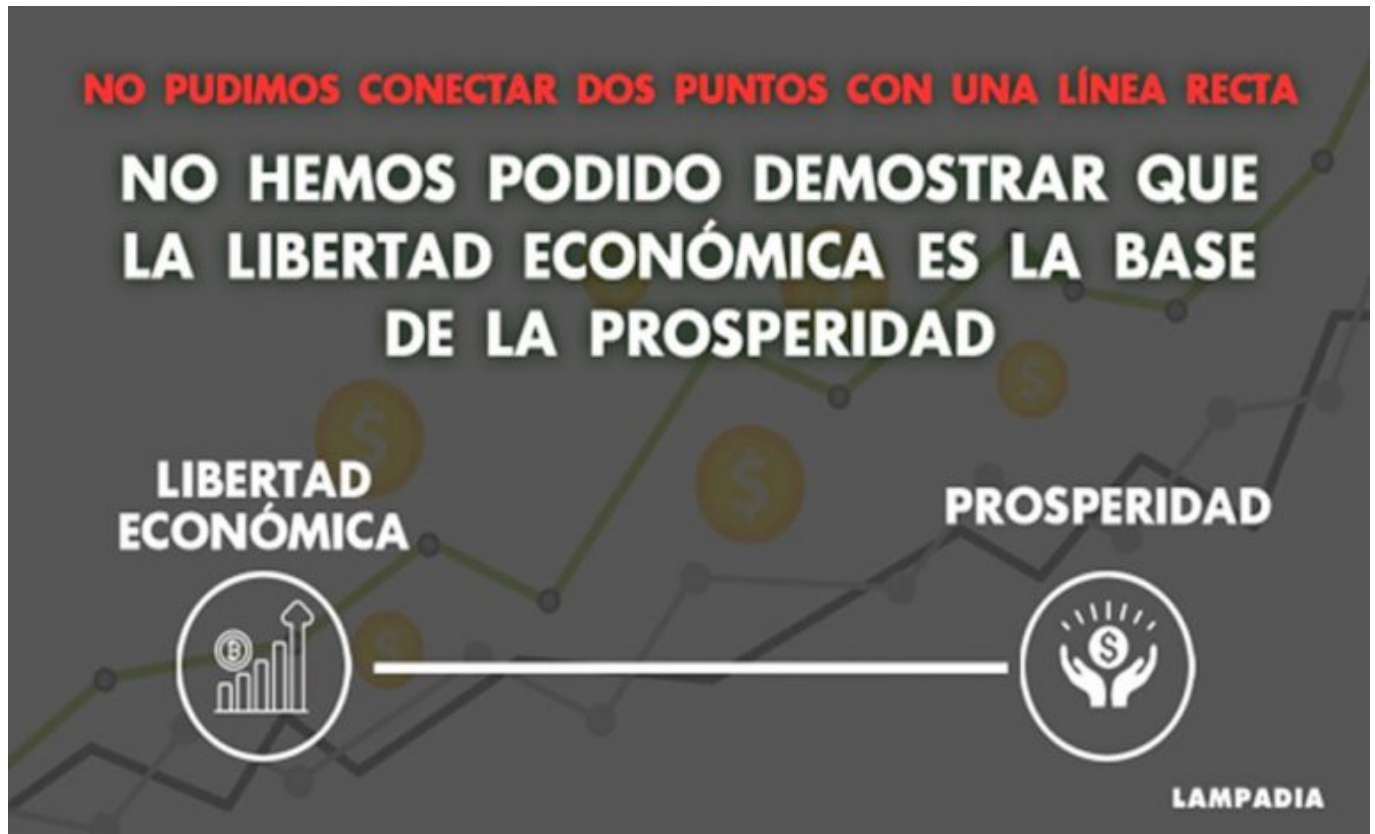 NO PUDIMOS CONECTAR DOS PUNTOS CON UNA LÍNEA RECTA
NO HEMOS PODIDO DEMOSTRAR QUE
LA LIBERTAD ECONÓMICA ES LA BASE
DE LA PROSPERIDAD
LIBERTAD
ECONÓMICA
PROSPERIDAD
LAMPADIA